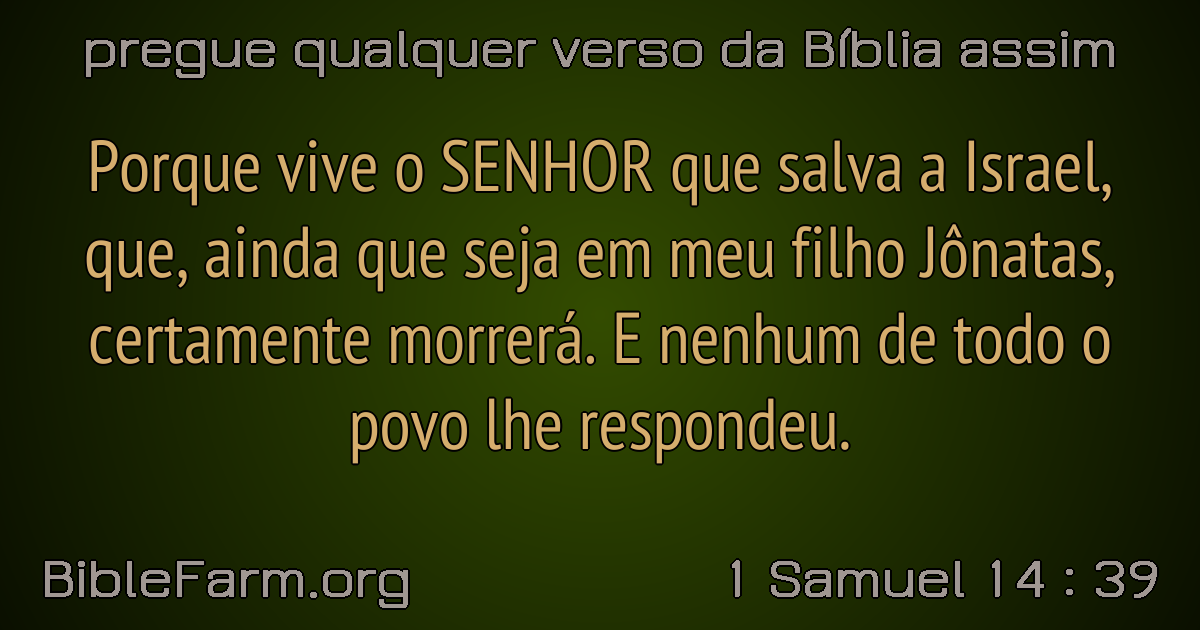 pregue qualquer verso da Bíblia assim
Porque vive o SENHOR que salva a Israel,
que, ainda que seja em meu filho Jônatas,
certamente morrerá. E nenhum de todo o
povo lhe respondeu.
BibleFarm.org
1 Samuel 14 : 39